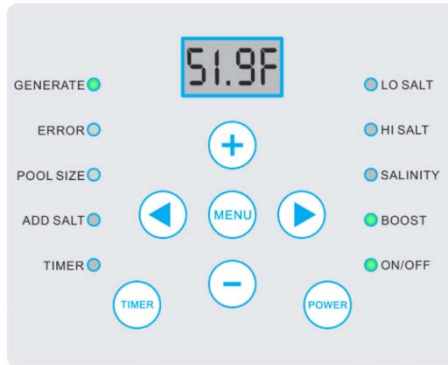 51.9F
GENERATE
ERROR
POOL SIZE
ADD SALT
TIMER
LO SALT
HI SALT
SALINITY
BOOST
ON/OFF
+
MENU
−
TIMER
POWER